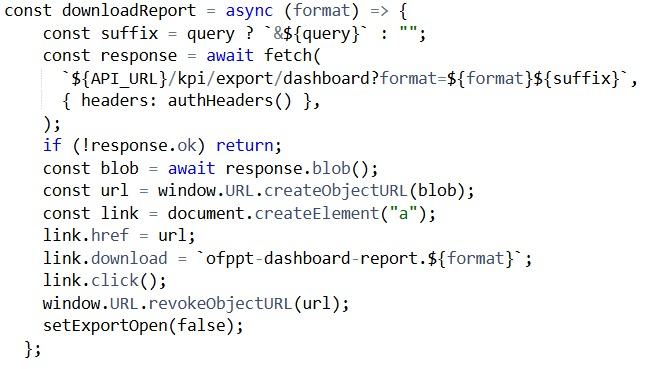 const downloadReport = async (format) => {
    const suffix = query ? `&${query}` : "";
    const response = await fetch(
      `${API_URL}/kpi/export/dashboard?format=${format}${suffix}`,
      { headers: authHeaders() },
    );
    if (!response.ok) return;
    const blob = await response.blob();
    const url = window.URL.createObjectURL(blob);
    const link = document.createElement("a");
    link.href = url;
    link.download = `ofppt-dashboard-report.${format}`;
    link.click();
    window.URL.revokeObjectURL(url);
    setExportOpen(false);
  };